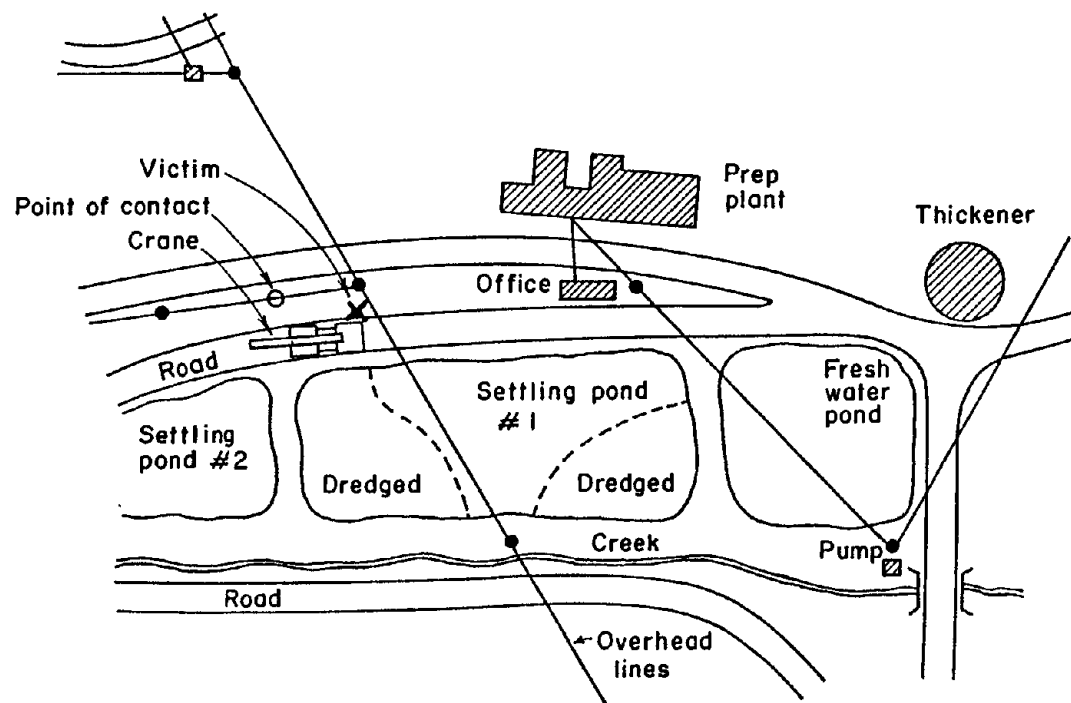 Victim
Prep
plant
Point of contact
Thickener
Crane
Office
Road
Fresh
water
pond
Settling pond
#1
Settling
pond #2
Dredged
Dredged
Creek
Pump
Road
Overhead
lines